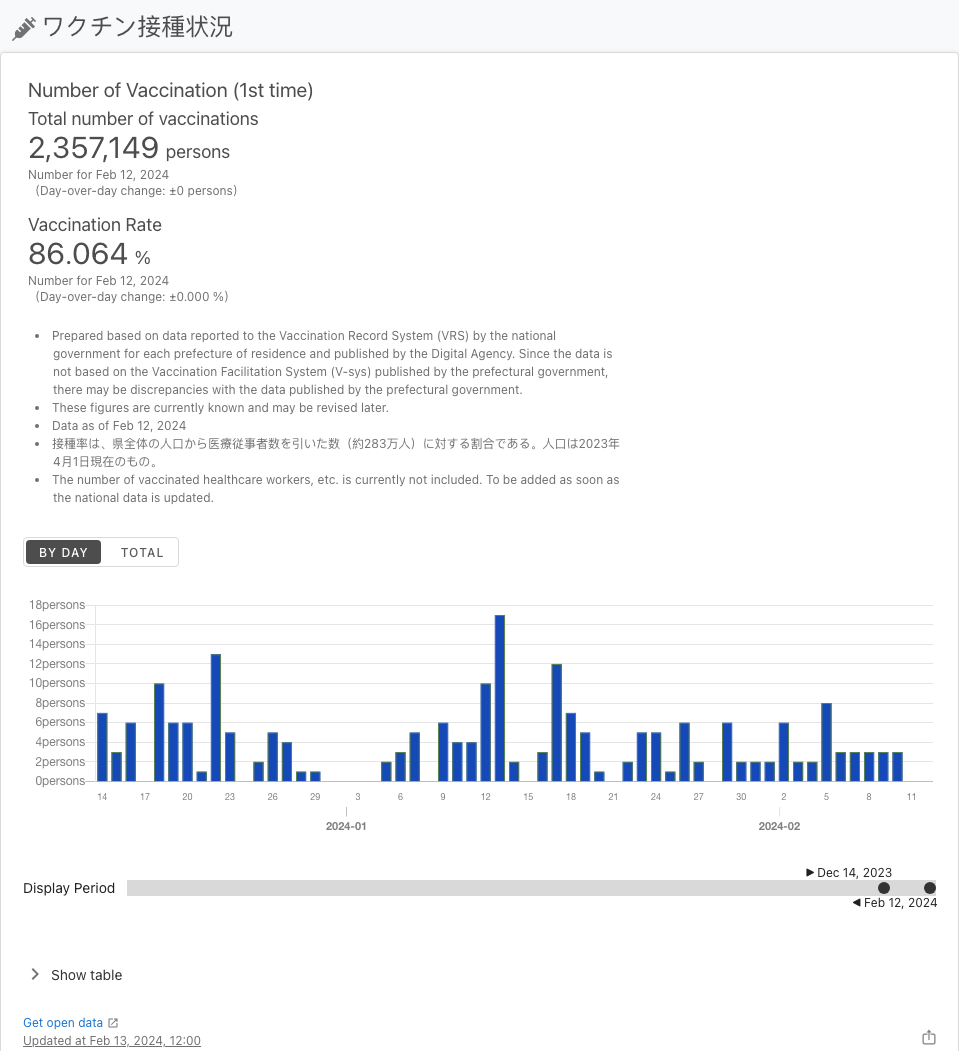 ワクチン接種状況
Number of Vaccination (1st time)
Total number of vaccinations
2,357,149 persons
Number for Feb 12, 2024
(Day-over-day change: ±0 persons)
Vaccination Rate
86.064 %
Number for Feb 12, 2024
(Day-over-day change: ±0.000 %)
• Prepared based on data reported to the Vaccination Record System (VRS) by the national
government for each prefecture of residence and published by the Digital Agency. Since the data is
not based on the Vaccination Facilitation System (V-sys) published by the prefectural government,
there may be discrepancies with the data published by the prefectural government.
• These figures are currently known and may be revised later.
• Data as of Feb 12, 2024
• 接種率は、県全体の人口から医療従事者数を引いた数（約283万人）に対する割合である。人口は2023年
4月1日現在のもの。
• The number of vaccinated healthcare workers, etc. is currently not included. To be added as soon as
the national data is updated.
BY DAY TOTAL
18persons
16persons
14persons
12persons
10persons
8persons
6persons
4persons
2persons
0persons
14 17 20 23 26 29 3 6 9 12 15 18 21 24 27 30 2 5 8 11
2024-01 2024-02
Dec 14, 2023
Display Period
Feb 12, 2024
Show table
Get open data
Updated at Feb 13, 2024, 12:00